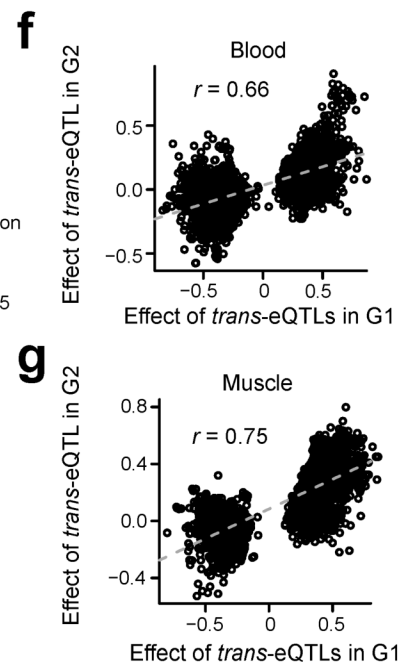 f
Blood
r = 0.66
Effect of trans-eQTL in G2
0.5
0.0
−0.5
−0.5 0 0.5
Effect of trans-eQTLs in G1
on
5
g
Muscle
r = 0.75
Effect of trans-eQTL in G2
0.8
0.4
0.0
−0.4
−0.5 0 0.5
Effect of trans-eQTLs in G1